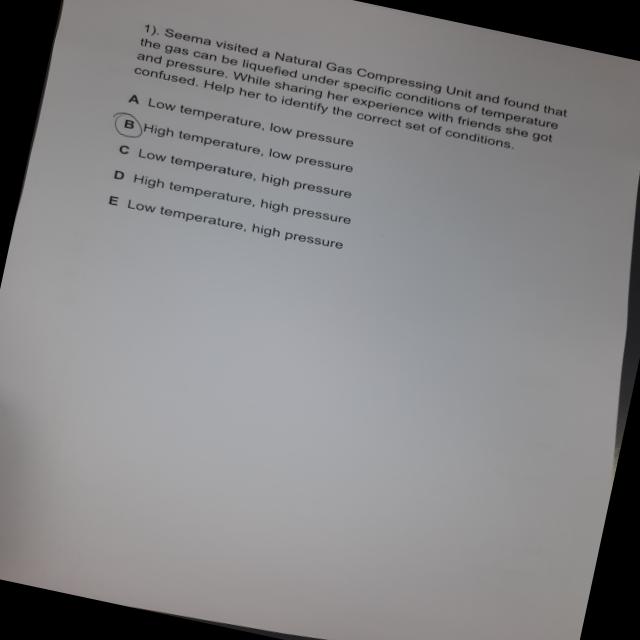 1). Seema visited a Natural Gas Compressing Unit and found that
the gas can be liquefied under specific conditions of temperature
and pressure. While sharing her experience with friends she got
confused. Help her to identify the correct set of conditions.
A Low temperature, low pressure
B High temperature, low pressure
C Low temperature, high pressure
D High temperature, high pressure
E Low temperature, high pressure